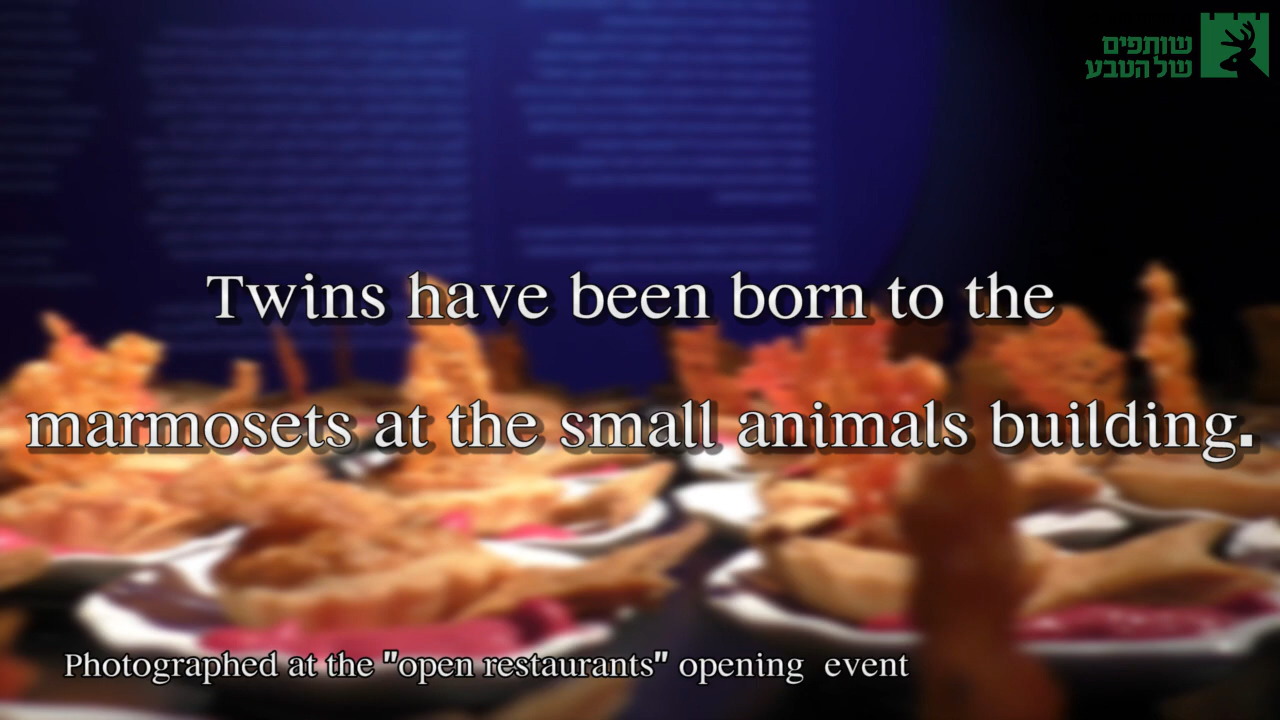 שותפים
של הטבע
Twins have been born to the
marmosets at the small animals building.
Photographed at the "open restaurants" opening event